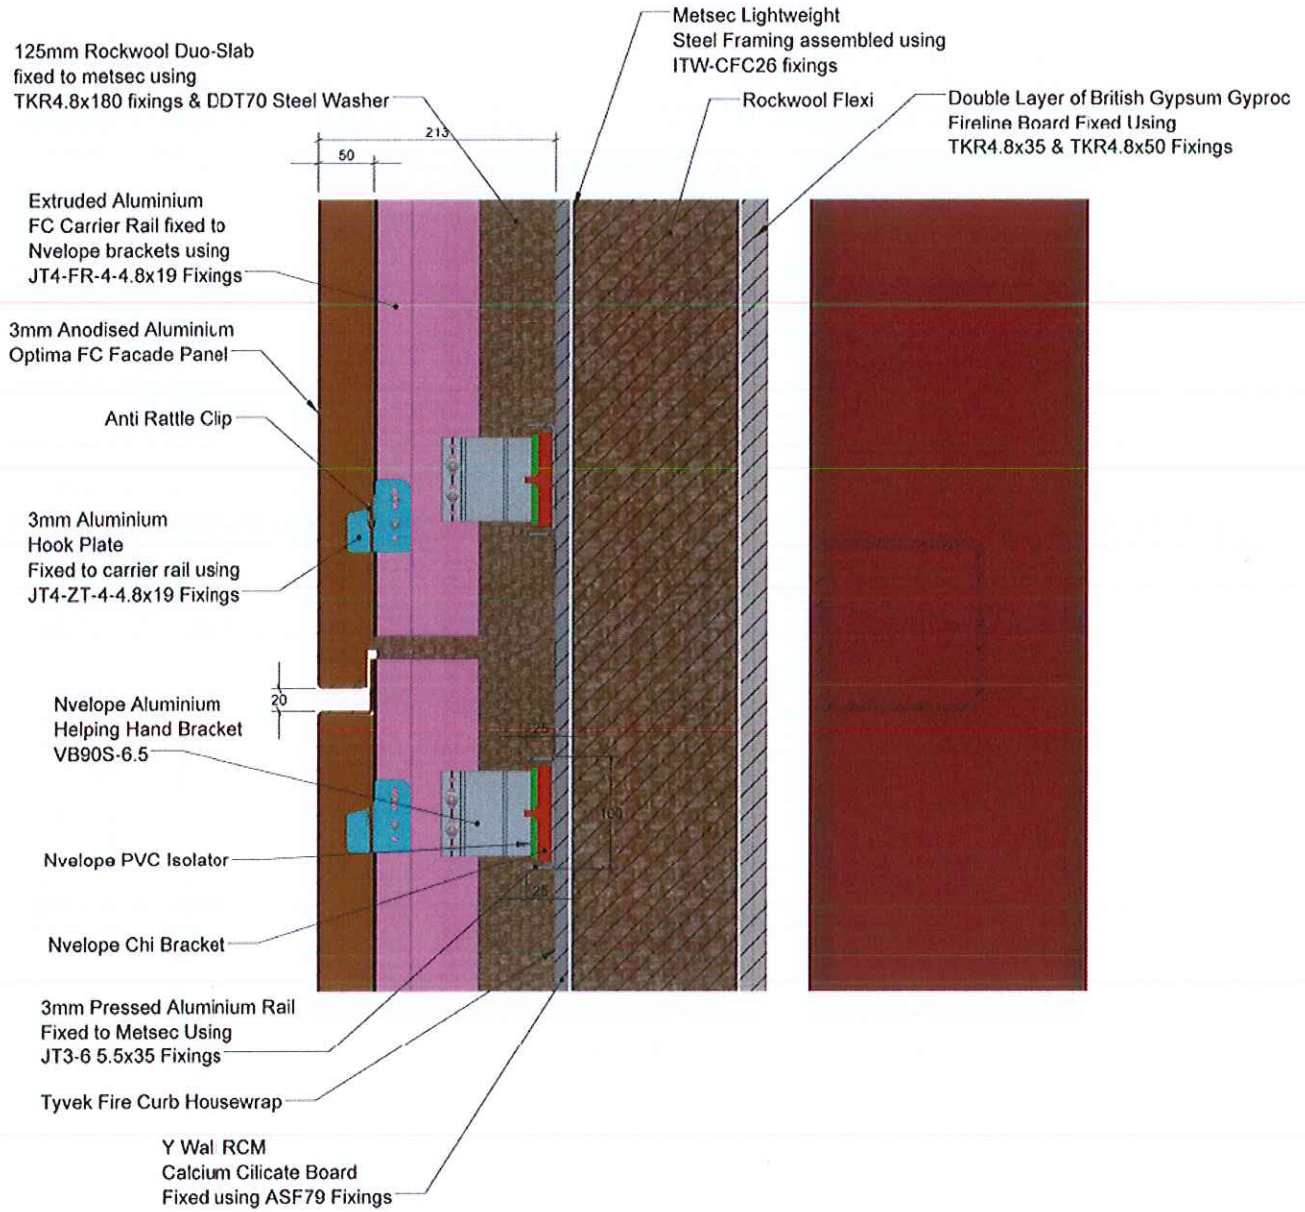 125mm Rockwool Duo-Slab
fixed to metsec using
TKR4.8x180 fixings & DDT70 Steel Washer
Metsec Lightweight
Steel Framing assembled using
ITW-CFC26 fixings
Rockwool Flexi
Double Layer of British Gypsum Gyproc
Fireline Board Fixed Using
TKR4.8x35 & TKR4.8x50 Fixings
213
50
Extruded Aluminium
FC Carrier Rail fixed to
Nvelope brackets using
JT4-FR-4-4.8x19 Fixings
3mm Anodised Aluminium
Optima FC Facade Panel
Anti Rattle Clip
3mm Aluminium
Hook Plate
Fixed to carrier rail using
JT4-ZT-4-4.8x19 Fixings
20
Nvelope Aluminium
Helping Hand Bracket
VB90S-6.5
25
100
Nvelope PVC Isolator
25
Nvelope Chi Bracket
3mm Pressed Aluminium Rail
Fixed to Metsec Using
JT3-6 5.5x35 Fixings
Tyvek Fire Curb Housewrap
Y Wal RCM
Calcium Cilicate Board
Fixed using ASF79 Fixings